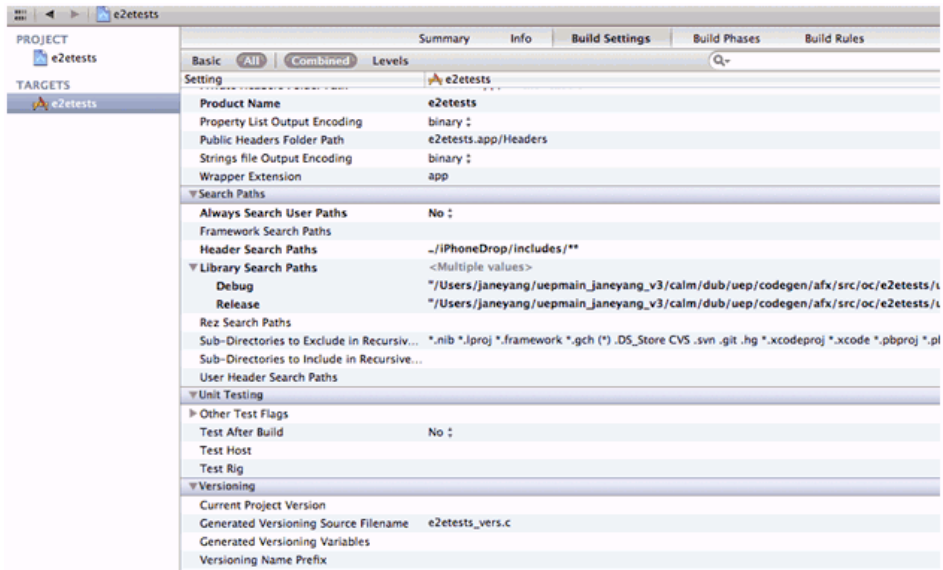 e2etests
PROJECT
e2etests
TARGETS
e2etests
Summary Info Build Settings Build Phases Build Rules
Basic All Combined Levels
Setting e2etests
Product Name e2etests
Property List Output Encoding binary
Public Headers Folder Path e2etests.app/Headers
Strings file Output Encoding binary
Wrapper Extension app
Search Paths
Always Search User Paths No
Framework Search Paths
Header Search Paths ../iPhoneDrop/includes/**
Library Search Paths <Multiple values>
Debug "/Users/janeyang/uepmain_janeyang_v3/calm/dub/uep/codegen/afx/src/oc/e2etests/u
Release "/Users/janeyang/uepmain_janeyang_v3/calm/dub/uep/codegen/afx/src/oc/e2etests/u
Rez Search Paths
Sub-Directories to Exclude in Recursiv... *.nib *.lproj *.framework *.gch (*) .DS_Store CVS .svn .git .hg *.xcodeproj *.xcode *.pbproj *.pl
Sub-Directories to Include in Recursive...
User Header Search Paths
Unit Testing
Other Test Flags
Test After Build No
Test Host
Test Rig
Versioning
Current Project Version
Generated Versioning Source Filename e2etests_vers.c
Generated Versioning Variables
Versioning Name Prefix